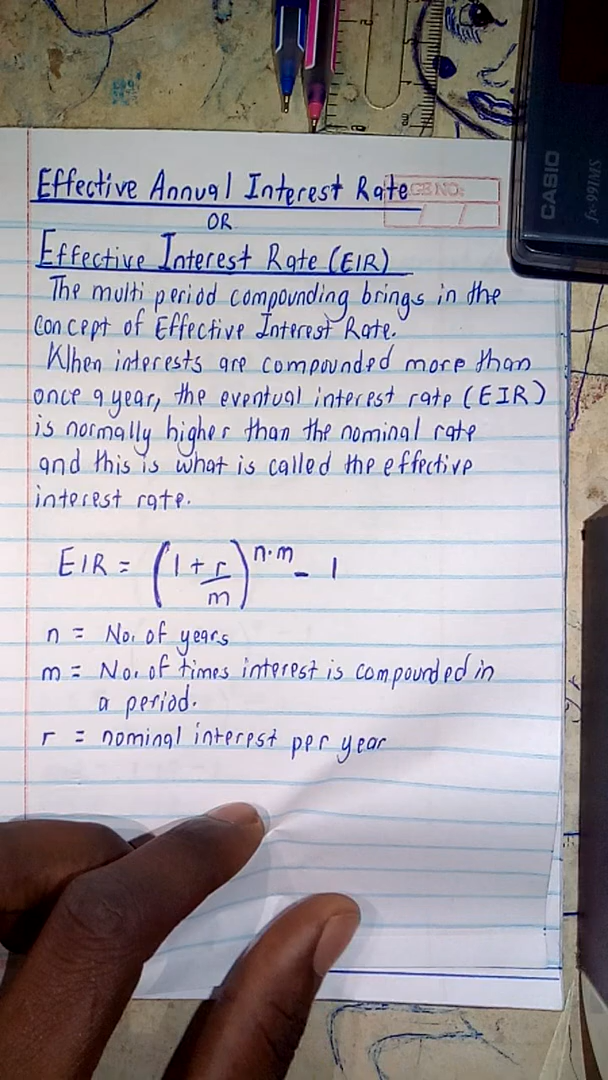 Effective Annual Interest Rate
GE NO:
OR
Effective Interest Rate (EIR)
The multi period compounding brings in the
concept of Effective Interest Rate.
When interests are compounded more than
once a year, the eventual interest rate (EIR)
is normally higher than the nominal rate
and this is what is called the effective
interest rate.
EIR = (1 + r/m)^n·m - 1
n = No. of years
m = No. of times interest is compounded in
a period.
r = nominal interest per year
CASIO
fx-991MS